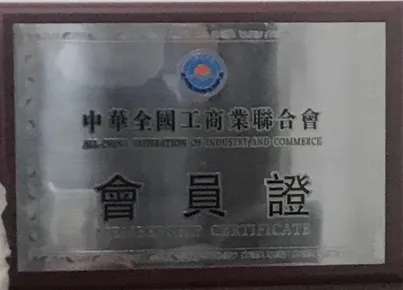 中華全國工商業聯合會
ALL-CHINA FEDERATION OF INDUSTRY AND COMMERCE
會員證
MEMBERSHIP CERTIFICATE